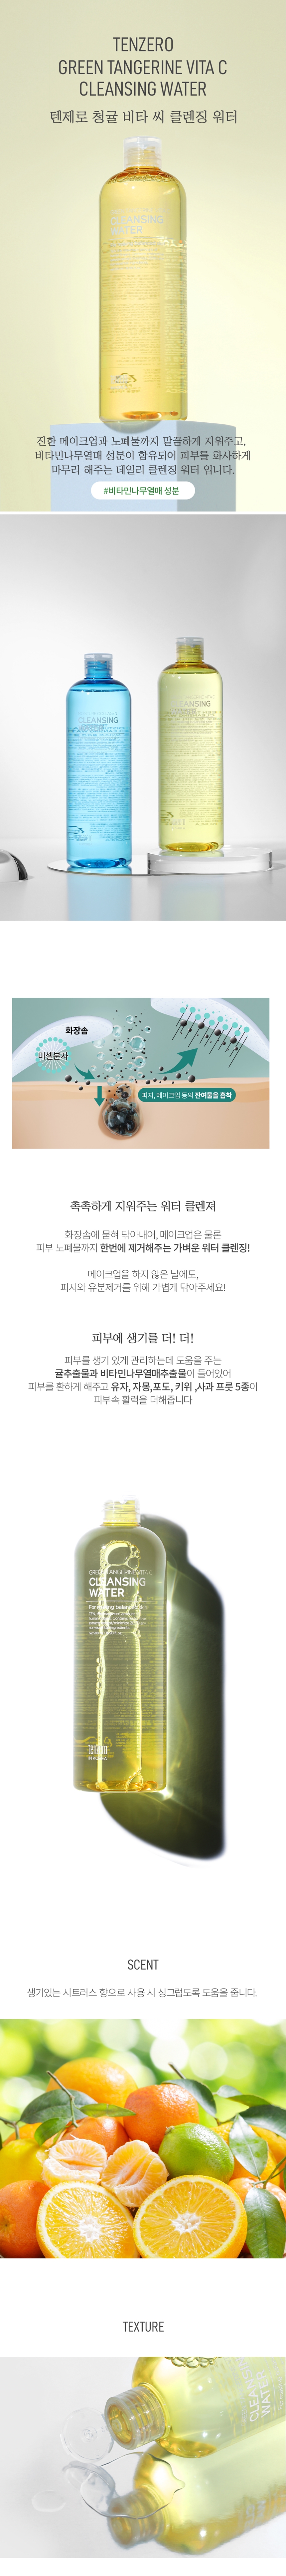 TENZERO
GREEN TANGERINE VITA C
CLEANSING WATER
텐제로 청귤 비타 씨 클렌징 워터
CLEANSING
WATER
진한 메이크업과 노폐물까지 말끔하게 지워주고,
비타민나무열매 성분이 함유되어 피부를 화사하게
마무리 해주는 데일리 클렌징 워터 입니다.
#비타민나무열매 성분
CLEANSING
CLEANSING
화장솜
미셀분자
피지, 메이크업 등의 잔여물을 흡착
촉촉하게 지워주는 워터 클렌저
화장솜에 묻혀 닦아내어, 메이크업은 물론
피부 노폐물까지 한번에 제거해주는 가벼운 워터 클렌징!
메이크업을 하지 않은 날에도,
피지와 유분제거를 위해 가볍게 닦아주세요!
피부에 생기를 더! 더!
피부를 생기 있게 관리하는데 도움을 주는
귤추출물과 비타민나무열매추출물이 들어있어
피부를 환하게 해주고 유자, 자몽,포도, 키위 ,사과 프룻 5종이
피부속 활력을 더해줍니다
GREEN TANGERINE VITA C
CLEANSING
WATER
IN KOREA
SCENT
생기있는 시트러스 향으로 사용 시 싱그럽도록 도움을 줍니다.
TEXTURE
CLEANSING
WATER